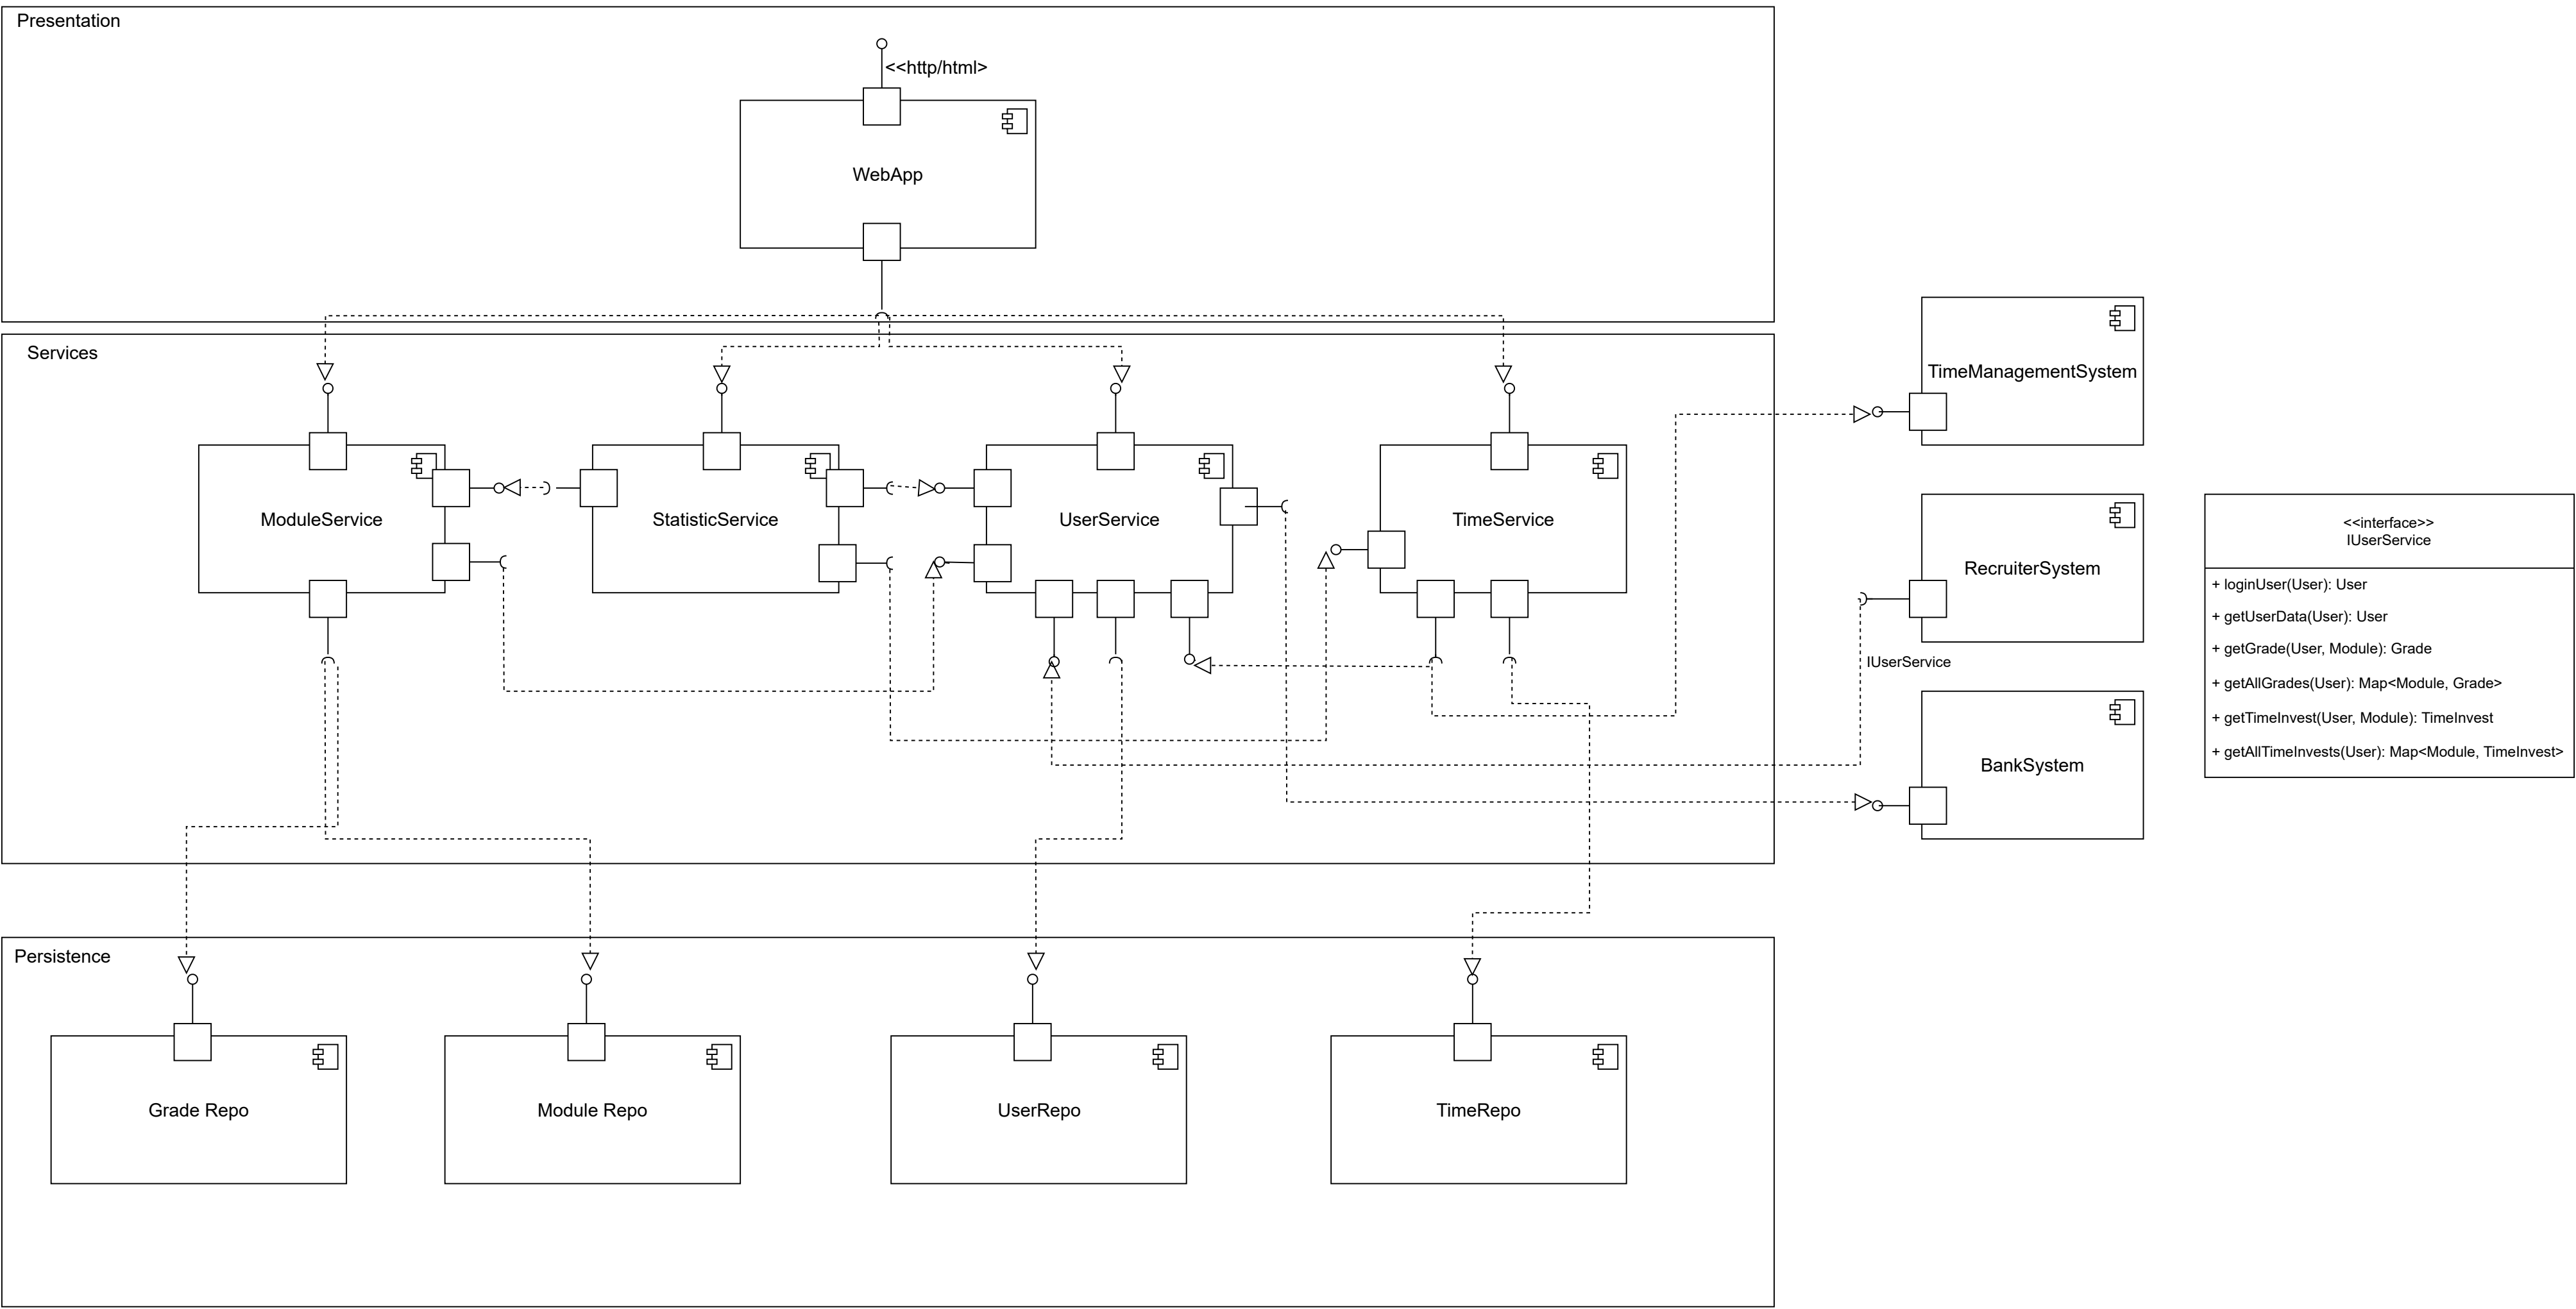 Presentation
<<http/html>
WebApp
Services
TimeManagementSystem
ModuleService
StatisticService
UserService
TimeService
RecruiterSystem
IUserService
BankSystem
<<interface>>
IUserService
+ loginUser(User): User
+ getUserData(User): User
+ getGrade(User, Module): Grade
+ getAllGrades(User): Map<Module, Grade>
+ getTimeInvest(User, Module): TimeInvest
+ getAllTimeInvests(User): Map<Module, TimeInvest>
Persistence
Grade Repo
Module Repo
UserRepo
TimeRepo